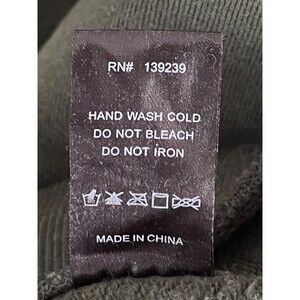 RN# 139239
HAND WASH COLD
DO NOT BLEACH
DO NOT IRON
MADE IN CHINA